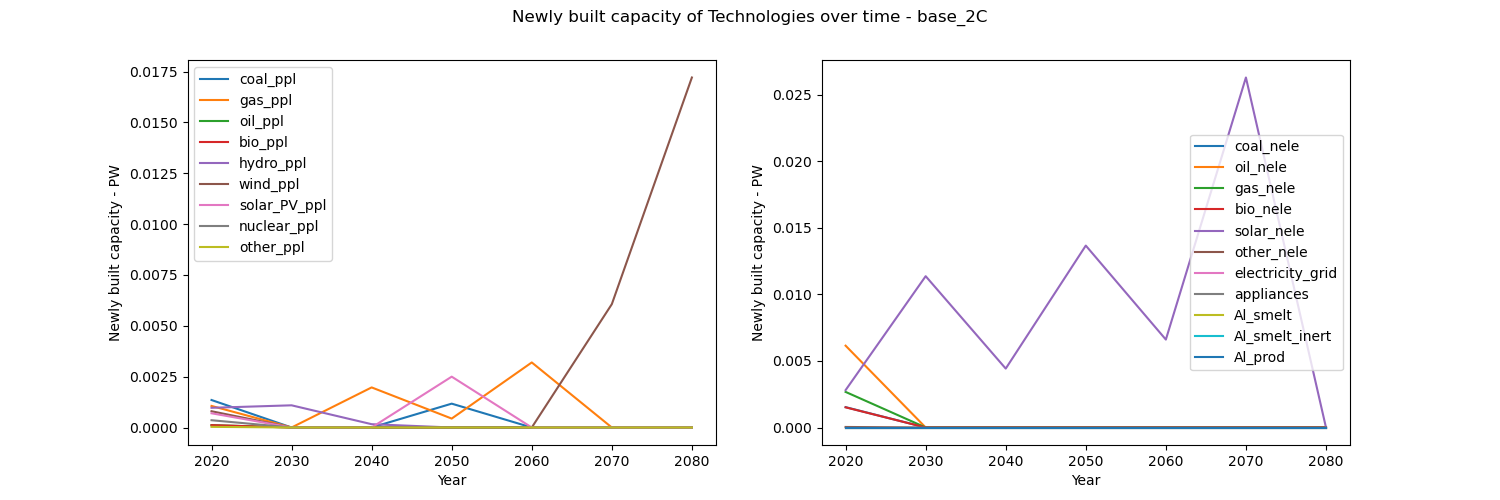 Newly built capacity of Technologies over time - base_2C
Newly built capacity - PW
0.0175
0.0150
0.0125
0.0100
0.0075
0.0050
0.0025
0.0000
coal_ppl
gas_ppl
oil_ppl
bio_ppl
hydro_ppl
wind_ppl
solar_PV_ppl
nuclear_ppl
other_ppl
2020 2030 2040 2050 2060 2070 2080
Year
Newly built capacity - PW
0.025
0.020
0.015
0.010
0.005
0.000
coal_nele
oil_nele
gas_nele
bio_nele
solar_nele
other_nele
electricity_grid
appliances
Al_smelt
Al_smelt_inert
Al_prod
2020 2030 2040 2050 2060 2070 2080
Year